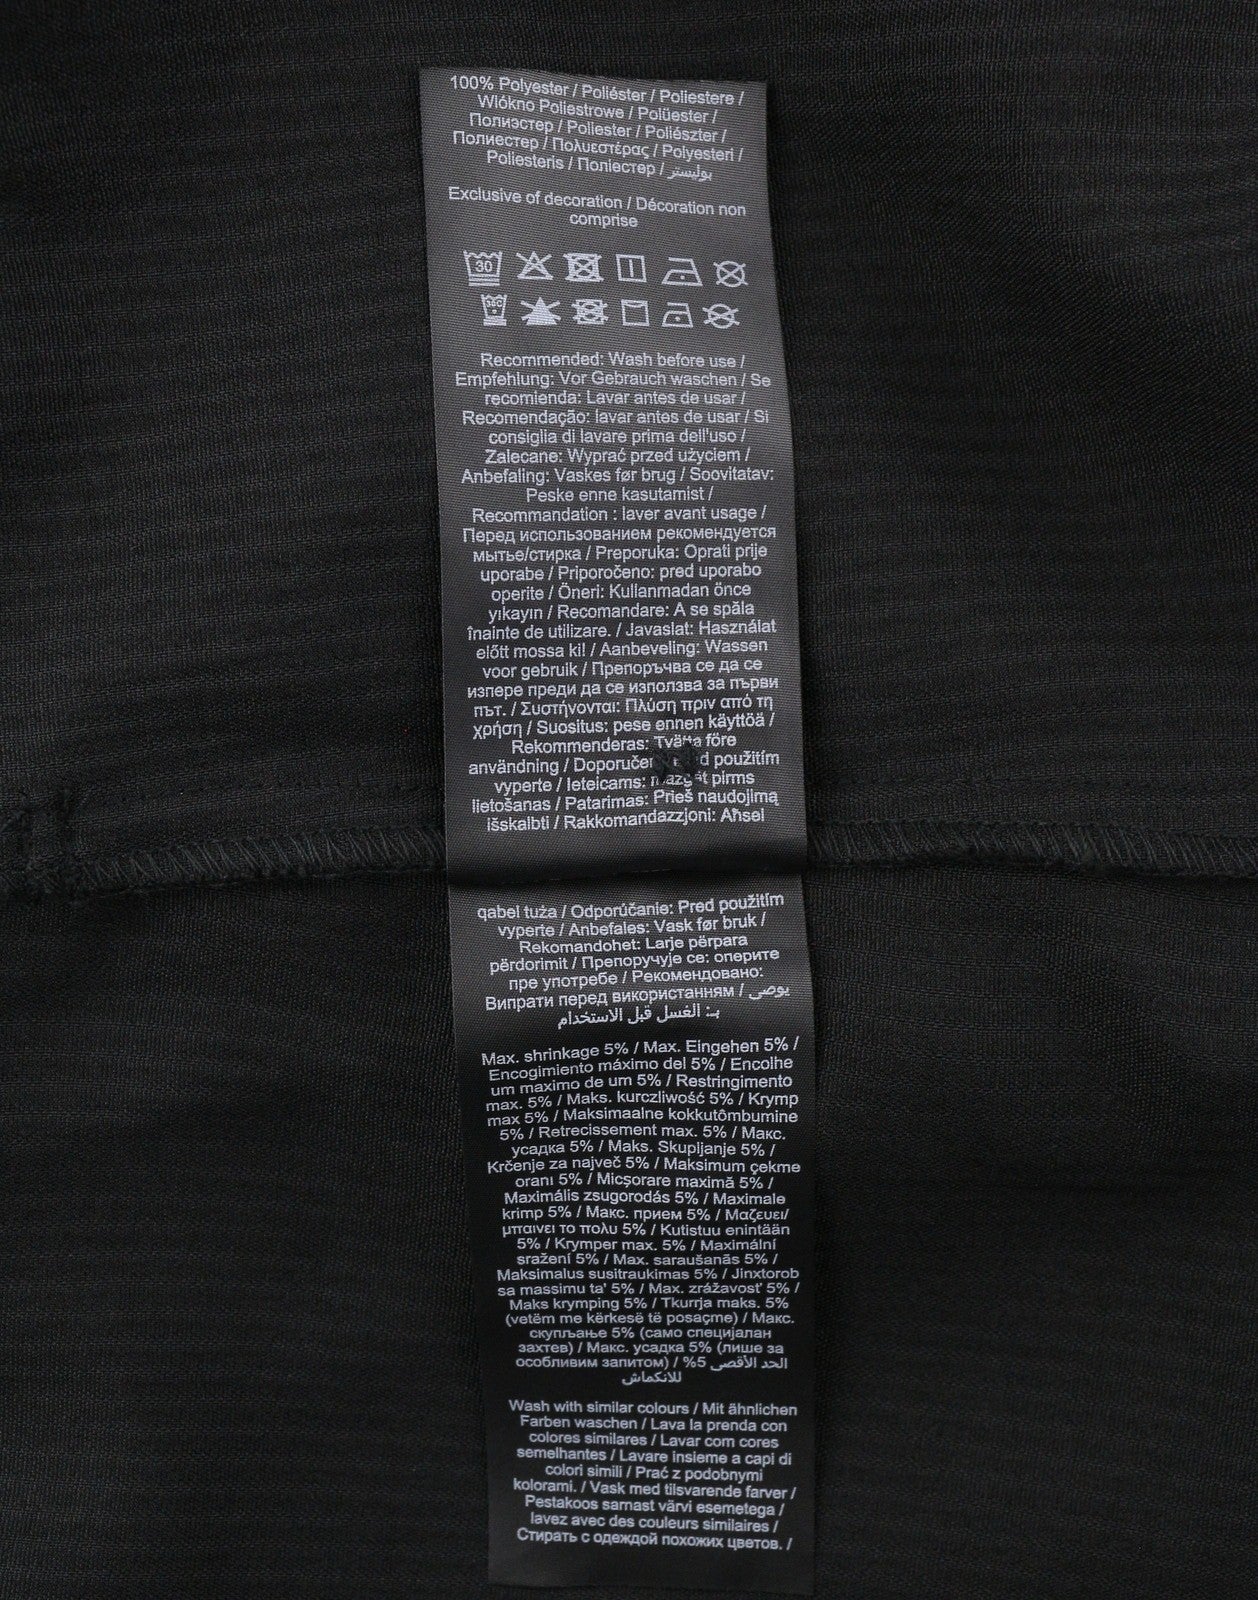 100% Polyester / Poliéster / Poliestere /
Włókno Poliestrowe / Polüester /
Полиэстер / Poliester / Poliészter /
Полиестер / Πολυεστέρας / Polyesteri /
Poliesteris / Поліестер / بوليستر
Exclusive of decoration / Décoration non
comprise
30
30C
Recommended: Wash before use /
Empfehlung: Vor Gebrauch waschen / Se
recomienda: Lavar antes de usar /
Recomendação: lavar antes de usar / Si
consiglia di lavare prima dell'uso /
Zalecane: Wyprać przed użyciem /
Anbefaling: Vaskes før brug / Soovitatav:
Peske enne kasutamist /
Recommandation : laver avant usage /
Перед использованием рекомендуется
мытье/стирка / Preporuka: Oprati prije
uporabe / Priporočeno: pred uporabo
operite / Öneri: Kullanmadan önce
yıkayın / Recomandare: A se spăla
înainte de utilizare. / Javaslat: Használat
előtt mossa ki! / Aanbeveling: Wassen
voor gebruik / Препоръчва се да се
изпере преди да се използва за първи
път. / Συστήνονται: Πλύση πριν από τη
χρήση / Suositus: pese ennen käyttöä /
Rekommenderas: Tvätta före
användning / použitím
vyperte / Ieteicams: mazgāt pirms
lietošanas / Patarimas: Prieš naudojimą
išskalbti / Rakkomandazzjoni: Aħsel
qabel tuża / Odporúčanie: Pred použitím
vyperte / Anbefales: Vask før bruk /
Rekomandohet: Larje përpara
përdorimit / Препоручује се: оперите
пре употребе / Рекомендовано:
Випрати перед використанням / يوصى
بـ: الغسل قبل الاستخدام
Max. shrinkage 5% / Max. Eingehen 5% /
Encogimiento máximo del 5% / Encolhe
um maximo de um 5% / Restringimento
max. 5% / Maks. kurczliwość 5% / Krymp
max 5% / Maksimaalne kokkutõmbumine
5% / Retrecissement max. 5% / Макс.
усадка 5% / Maks. Skupljanje 5% /
Krčenje za največ 5% / Maksimum çekme
oranı 5% / Micşorare maximă 5% /
Maximális zsugorodás 5% / Maximale
krimp 5% / Макс. прием 5% / Μαζευει/
μπαινει το πολυ 5% / Kutistuu enintään
5% / Krymper max. 5% / Maximální
sražení 5% / Max. saraušanās 5% /
Maksimalus susitraukimas 5% / Jinxtorob
sa massimu ta' 5% / Max. zrážavosť 5% /
Maks krymping 5% / Tkurrja maks. 5%
(vetëm me kërkesë të posaçme) / Макс.
скупљање 5% (само специјалан
захтев) / Макс. усадка 5% (лише за
особливим запитом) / الحد الأقصى 5%
للانكماش
Wash with similar colours / Mit ähnlichen
Farben waschen / Lava la prenda con
colores similares / Lavar com cores
semelhantes / Lavare insieme a capi di
colori simili / Prać z podobnymi
kolorami. / Vask med tilsvarende farver /
Pestakoos samast värvi esemetega /
lavez avec des couleurs similaires /
Стирать с одеждой похожих цветов. /